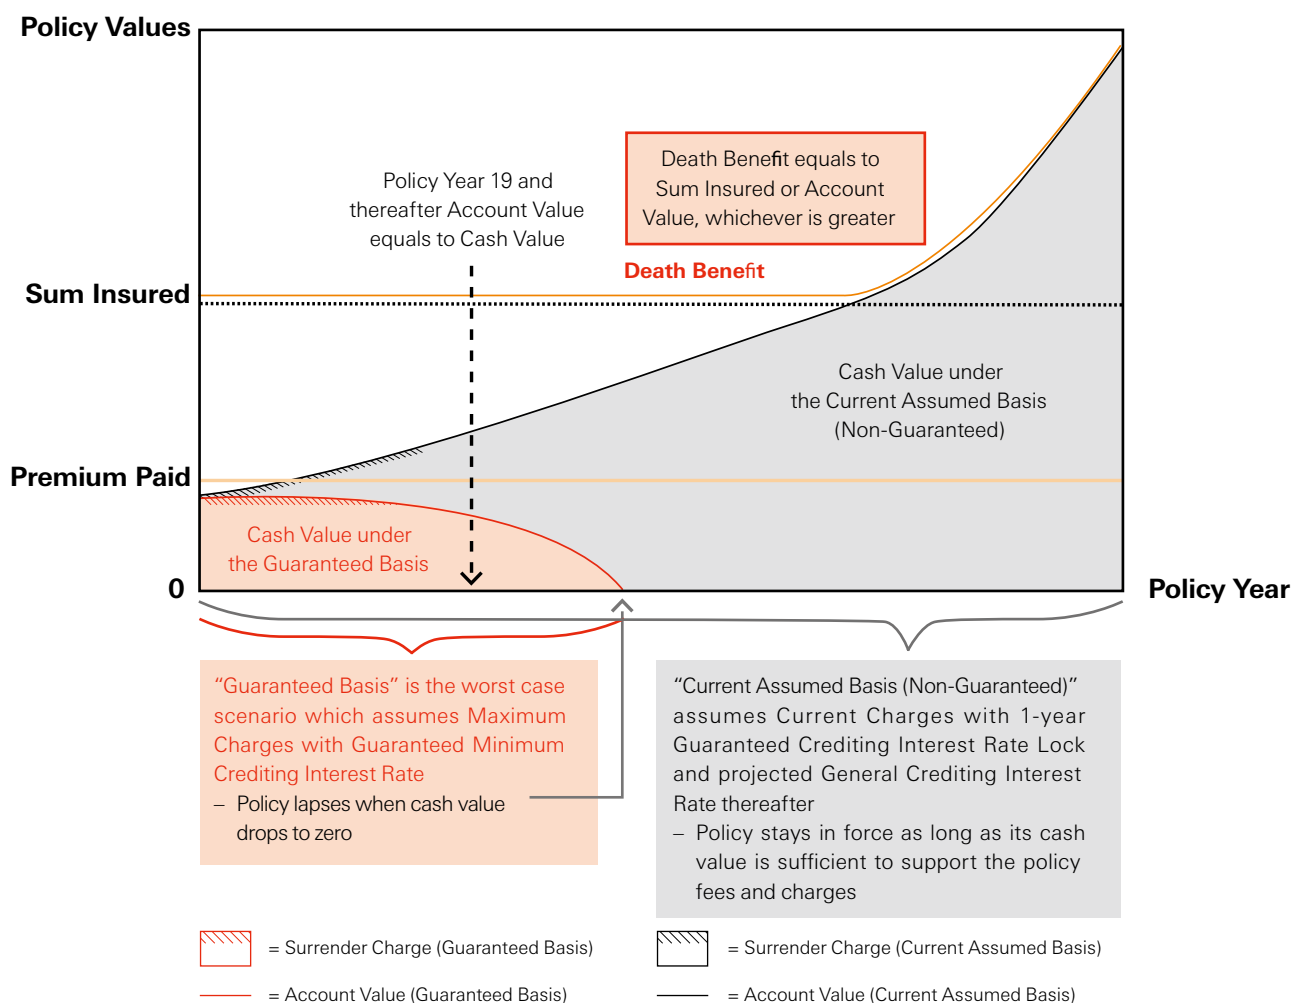 Policy Values
Death Benefit equals to
Sum Insured or Account
Value, whichever is greater
Policy Year 19 and
thereafter Account Value
equals to Cash Value
Death Benefit
Sum Insured
Cash Value under
the Current Assumed Basis
(Non-Guaranteed)
Premium Paid
Cash Value under
the Guaranteed Basis
0
Policy Year
“Guaranteed Basis” is the worst case
scenario which assumes Maximum
Charges with Guaranteed Minimum
Crediting Interest Rate
– Policy lapses when cash value
drops to zero
“Current Assumed Basis (Non-Guaranteed)”
assumes Current Charges with 1-year
Guaranteed Crediting Interest Rate Lock
and projected General Crediting Interest
Rate thereafter
– Policy stays in force as long as its cash
value is sufficient to support the policy
fees and charges
= Surrender Charge (Guaranteed Basis)
= Surrender Charge (Current Assumed Basis)
= Account Value (Guaranteed Basis)
= Account Value (Current Assumed Basis)